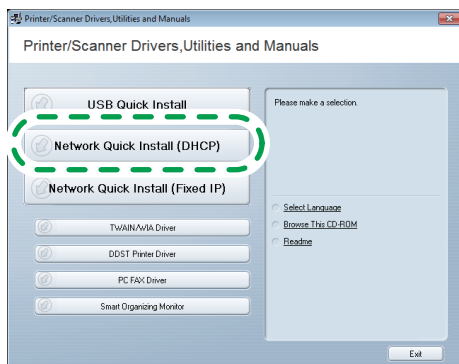 Printer/Scanner Drivers,Utilities and Manuals
Printer/Scanner Drivers,Utilities and Manuals
USB Quick Install
Network Quick Install (DHCP)
Network Quick Install (Fixed IP)
TWAIN/WIA Driver
DDST Printer Driver
PC FAX Driver
Smart Organizing Monitor
Please make a selection.
Select Language
Browse This CD-ROM
Readme
Exit